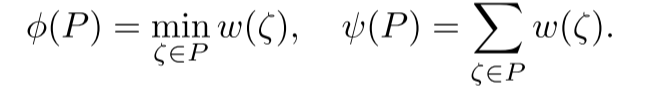 ϕ(P) = min_{ζ∈P} w(ζ),  ψ(P) = ∑_{ζ∈P} w(ζ).